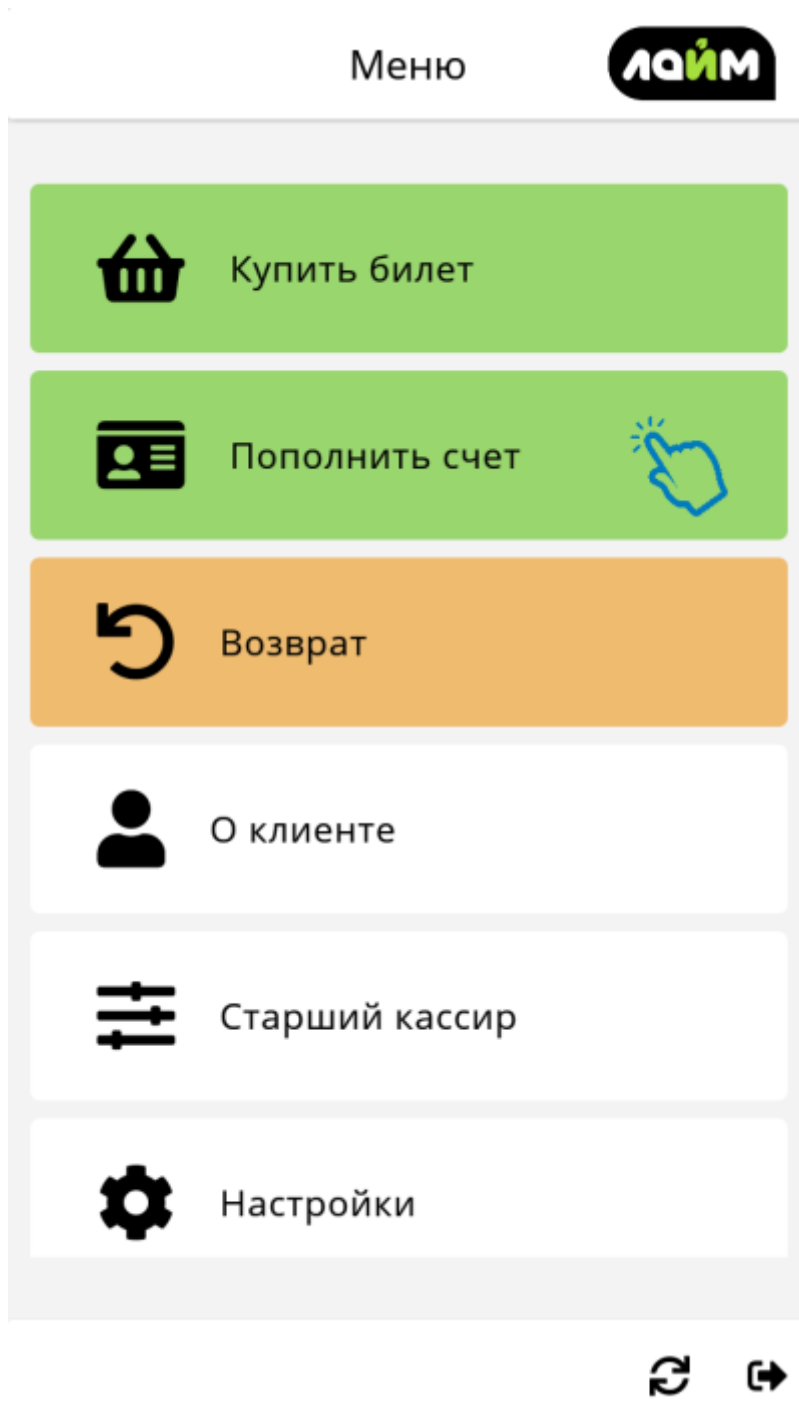 Меню
лайм
Купить билет
Пополнить счет
Возврат
О клиенте
Старший кассир
Настройки